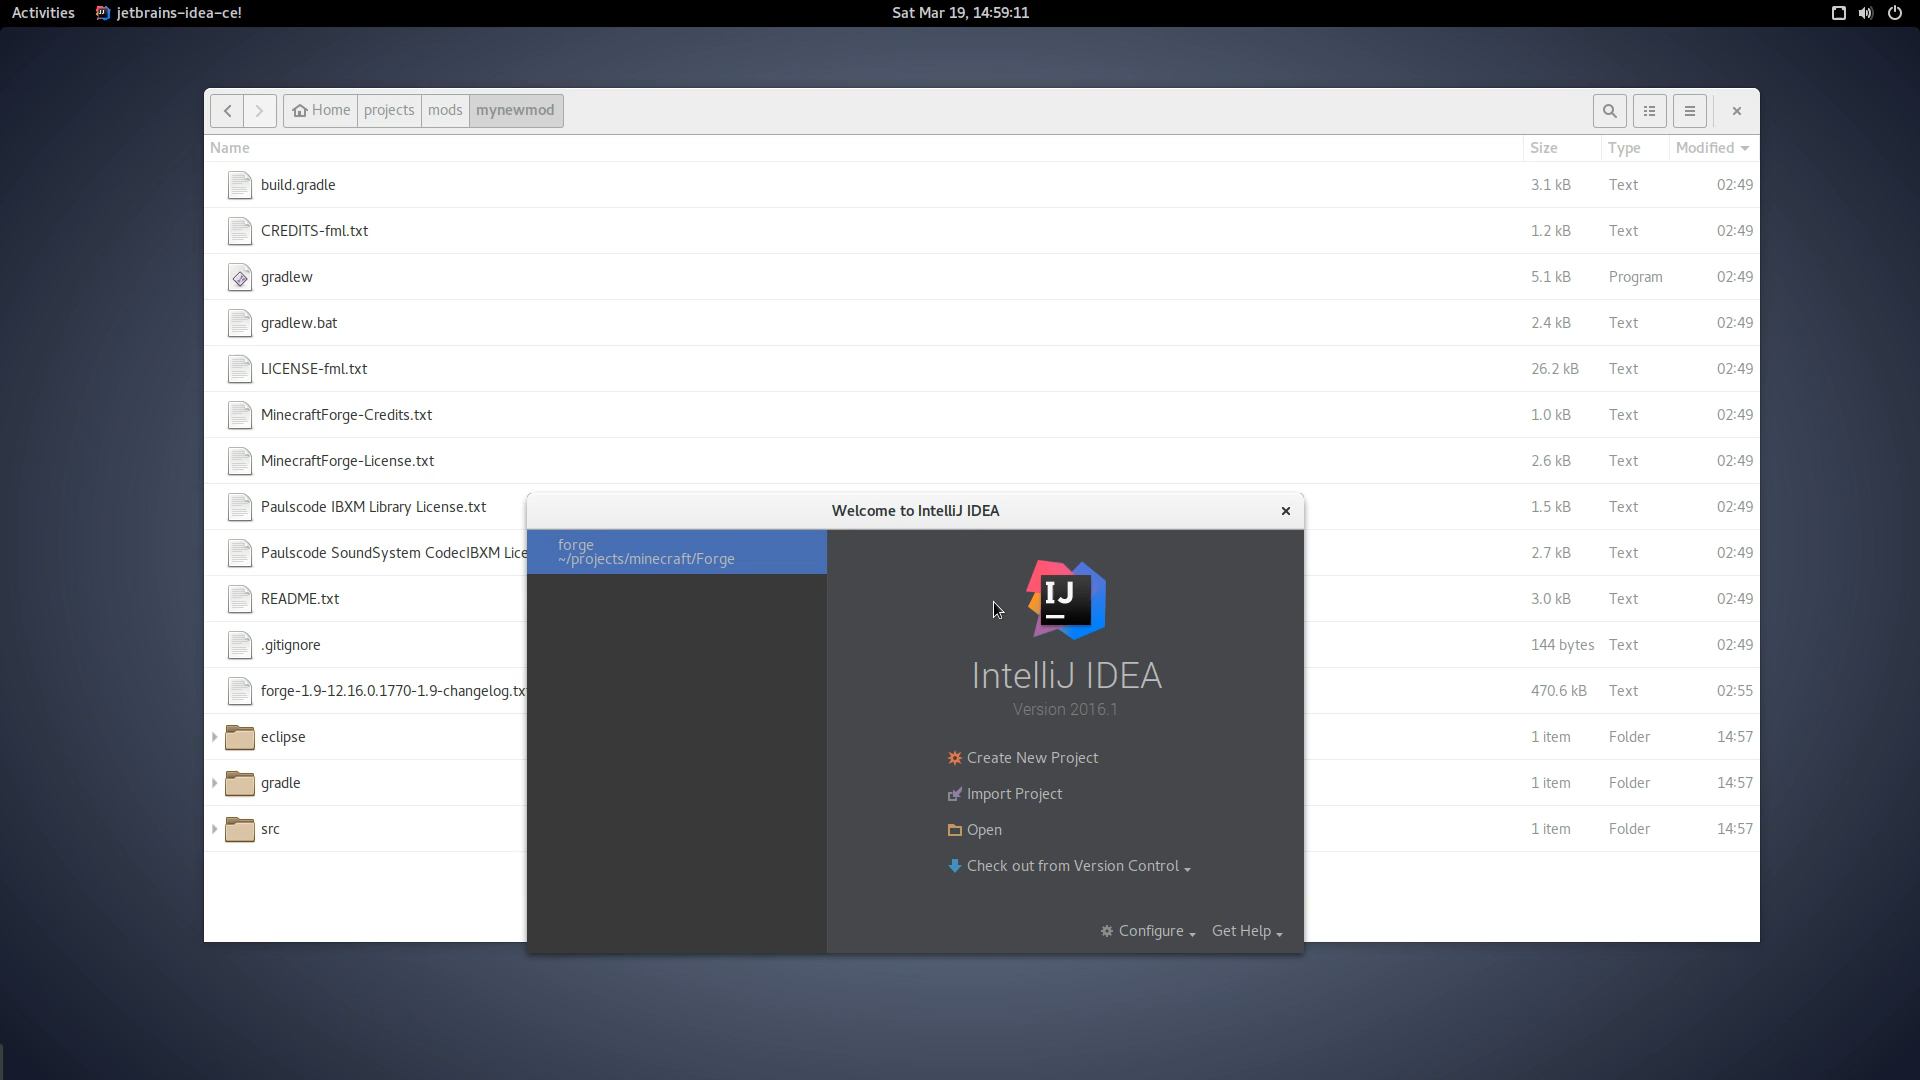 Activities jetbrains-idea-ce! Sat Mar 19, 14:59:11
Home projects mods mynewmod
Name Size Type Modified
build.gradle 3.1 kB Text 02:49
CREDITS-fml.txt 1.2 kB Text 02:49
gradlew 5.1 kB Program 02:49
gradlew.bat 2.4 kB Text 02:49
LICENSE-fml.txt 26.2 kB Text 02:49
MinecraftForge-Credits.txt 1.0 kB Text 02:49
MinecraftForge-License.txt 2.6 kB Text 02:49
Paulscode IBXM Library License.txt 1.5 kB Text 02:49
Paulscode SoundSystem CodecIBXM Lice 2.7 kB Text 02:49
README.txt 3.0 kB Text 02:49
.gitignore 144 bytes Text 02:49
forge-1.9-12.16.0.1770-1.9-changelog.tx 470.6 kB Text 02:55
eclipse 1 item Folder 14:57
gradle 1 item Folder 14:57
src 1 item Folder 14:57
Welcome to IntelliJ IDEA
forge
~/projects/minecraft/Forge
IJ
IntelliJ IDEA
Version 2016.1
Create New Project
Import Project
Open
Check out from Version Control
Configure Get Help